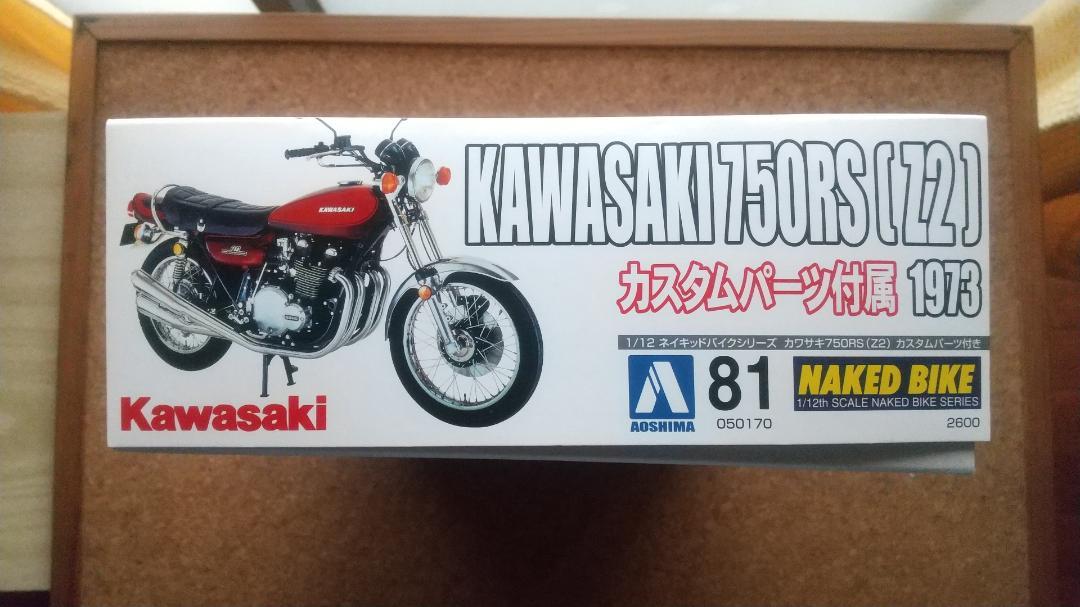 KAWASAKI 750RS(Z2)
カスタムパーツ付属 1973
1/12 ネイキッドバイクシリーズ カワサキ750RS(Z2) カスタムパーツ付き
AOSHIMA
81
050170
NAKED BIKE
1/12th SCALE NAKED BIKE SERIES
2600
Kawasaki
KAWASAKI